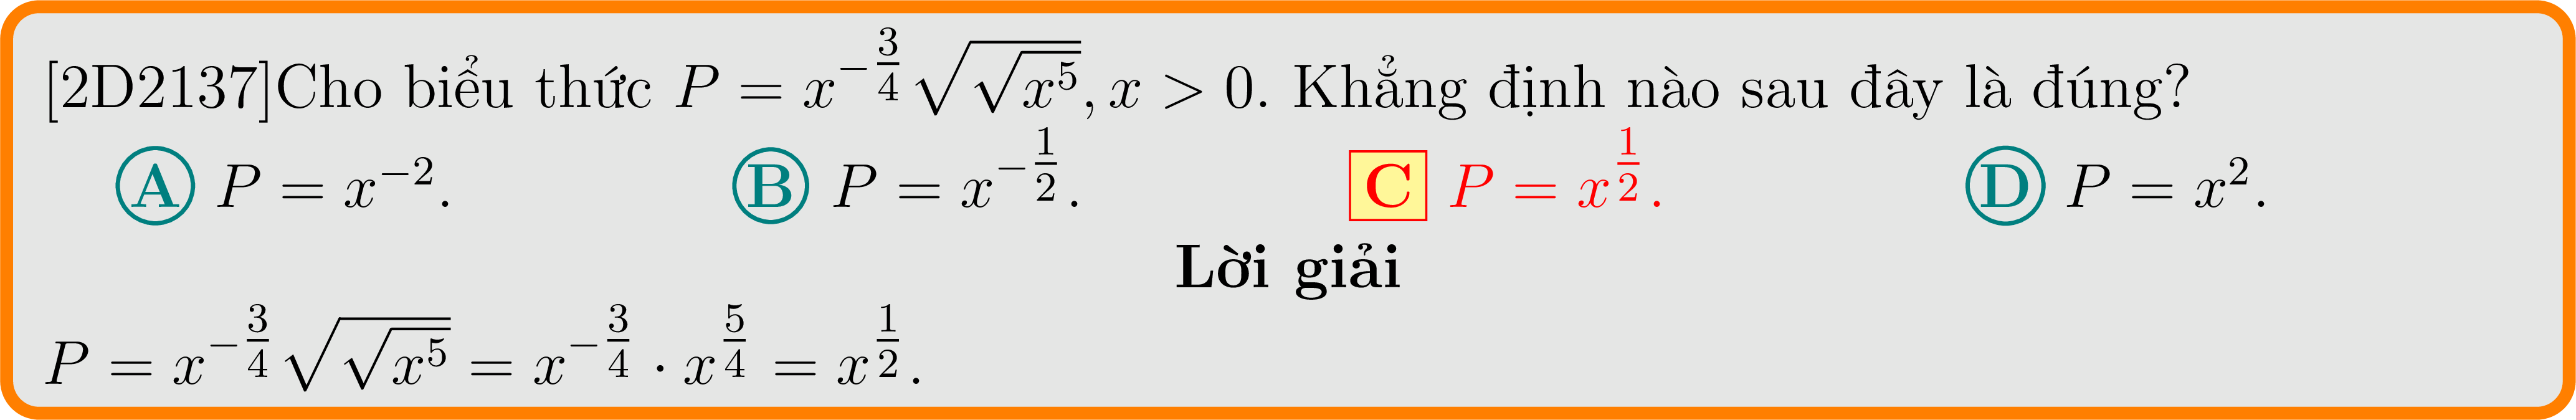 [2D2137]Cho biểu thức $P = x^{-\frac{3}{4}}\sqrt{\sqrt{x^5}}, x > 0$. Khẳng định nào sau đây là đúng?
A $P = x^{-2}$. B $P = x^{-\frac{1}{2}}$. C $P = x^{\frac{1}{2}}$. D $P = x^2$.
Lời giải
$P = x^{-\frac{3}{4}}\sqrt{\sqrt{x^5}} = x^{-\frac{3}{4}} \cdot x^{\frac{5}{4}} = x^{\frac{1}{2}}$.